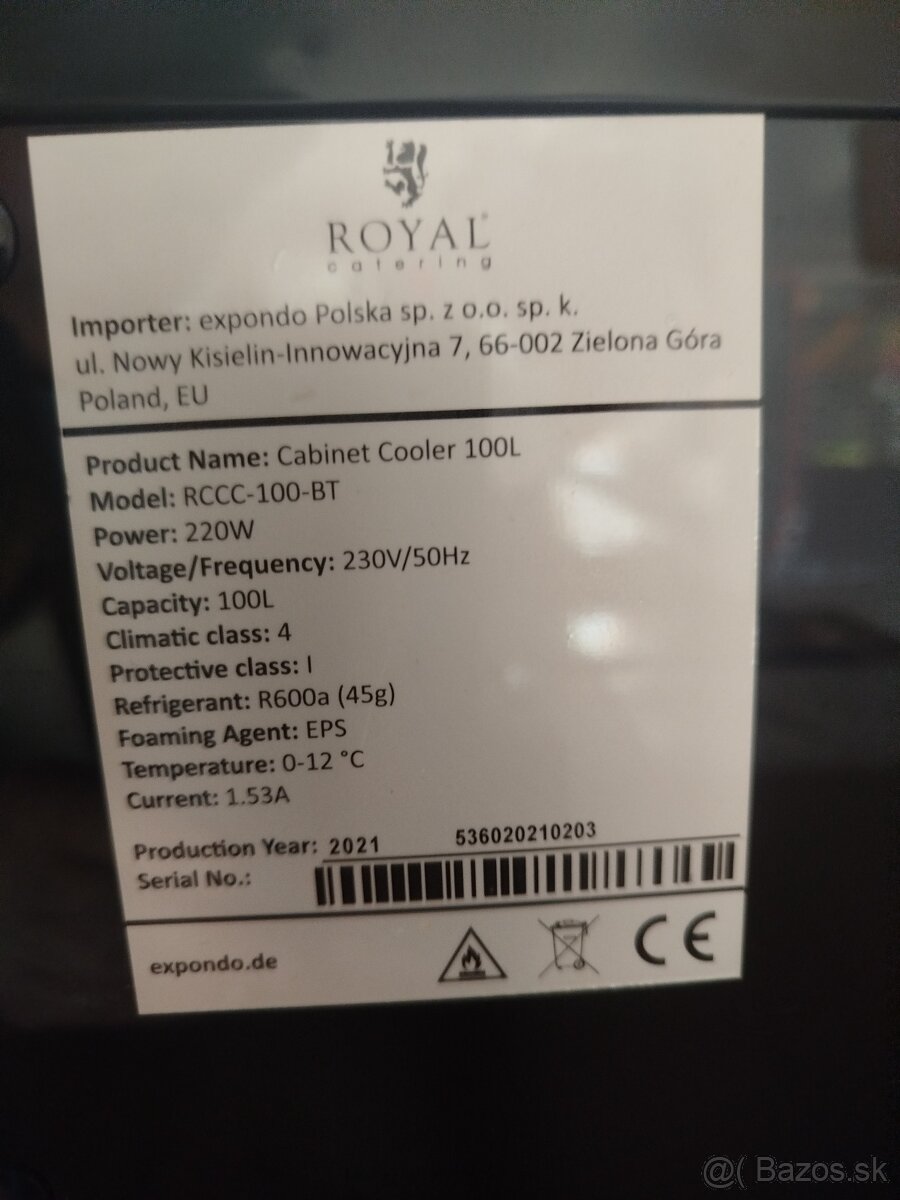 ROYAL
catering
Importer: expondo Polska sp. z o.o. sp. k.
ul. Nowy Kisielin-Innowacyjna 7, 66-002 Zielona Góra
Poland, EU
Product Name: Cabinet Cooler 100L
Model: RCCC-100-BT
Power: 220W
Voltage/Frequency: 230V/50Hz
Capacity: 100L
Climatic class: 4
Protective class: I
Refrigerant: R600a (45g)
Foaming Agent: EPS
Temperature: 0-12 °C
Current: 1.53A
Production Year: 2021 536020210203
Serial No.:
expondo.de CE
@( Bazos.sk